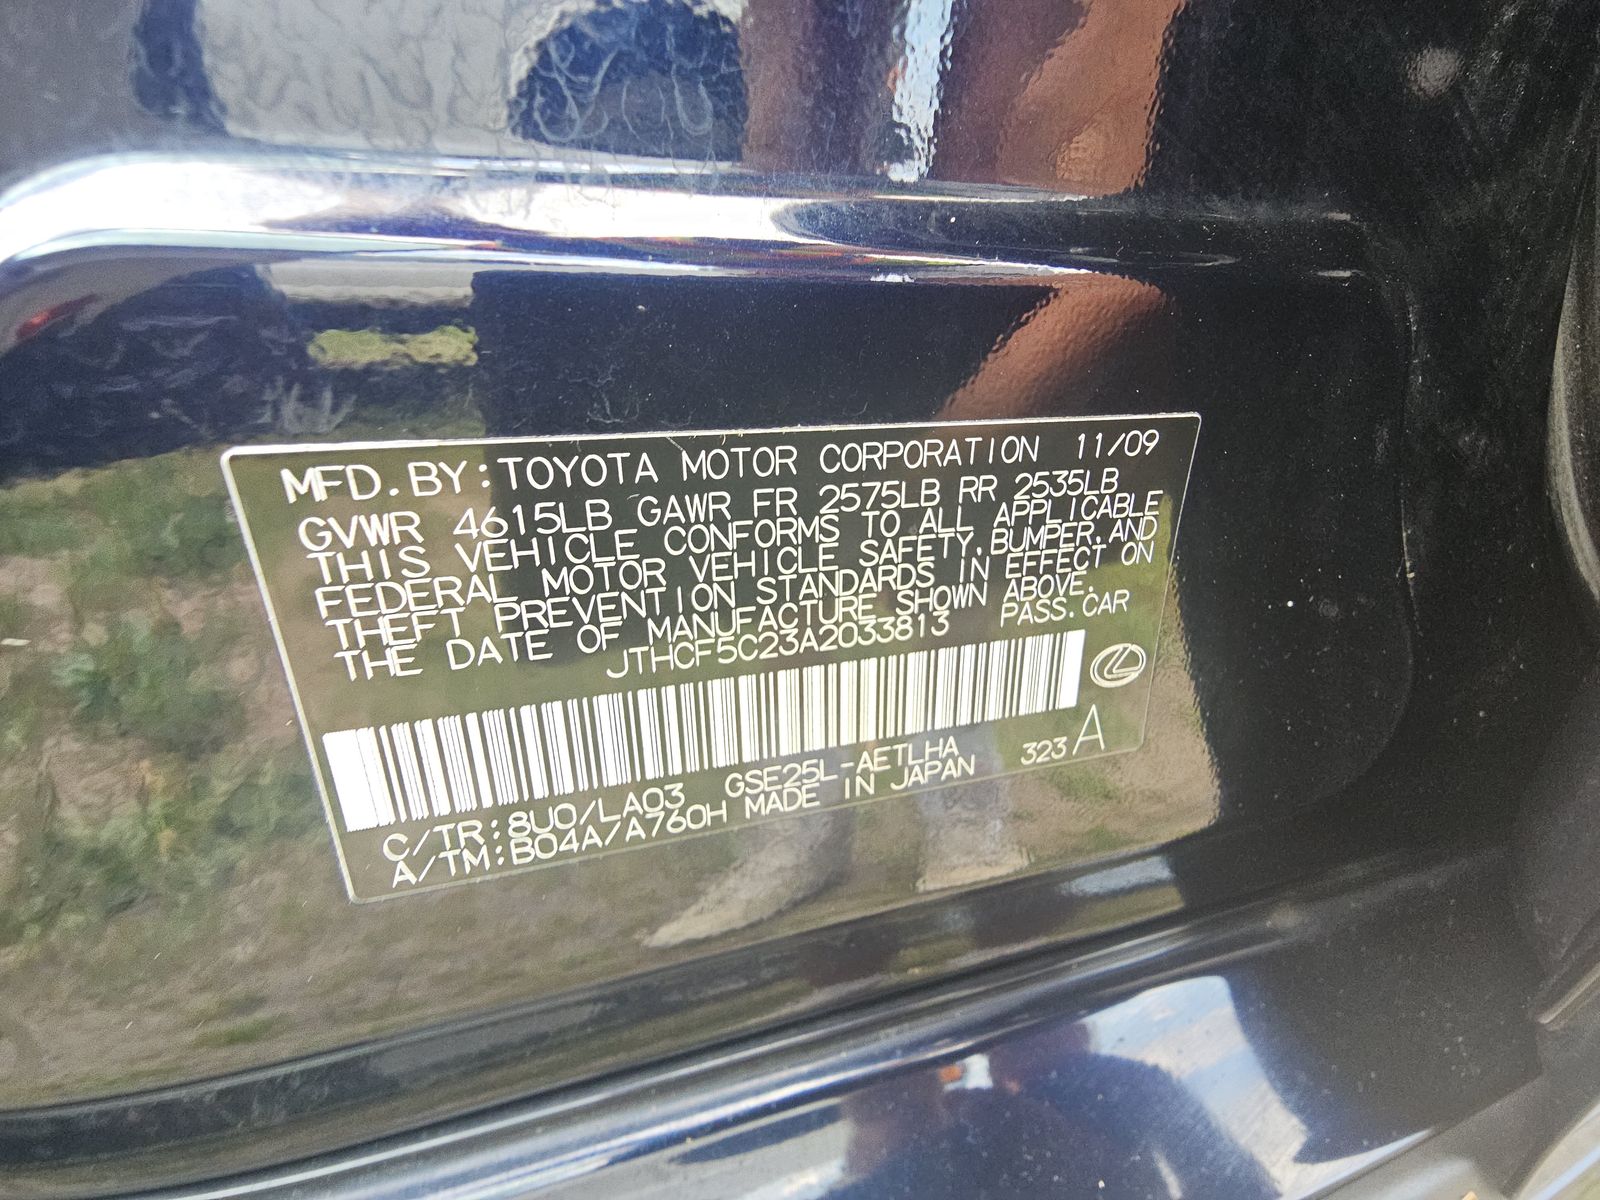 MFD. BY: TOYOTA MOTOR CORPORATION 11/09
GVWR 4615LB GAWR FR 2575LB RR 2535LB
THIS VEHICLE CONFORMS TO ALL APPLICABLE
FEDERAL MOTOR VEHICLE SAFETY, BUMPER, AND
THEFT PREVENTION STANDARDS IN EFFECT ON
THE DATE OF MANUFACTURE SHOWN ABOVE.
JTHCF5C23A2033813 PASS. CAR
C/TR: 8U0/LA03 GSE25L-AETLHA 323 A
A/TM: B04A/A760H MADE IN JAPAN